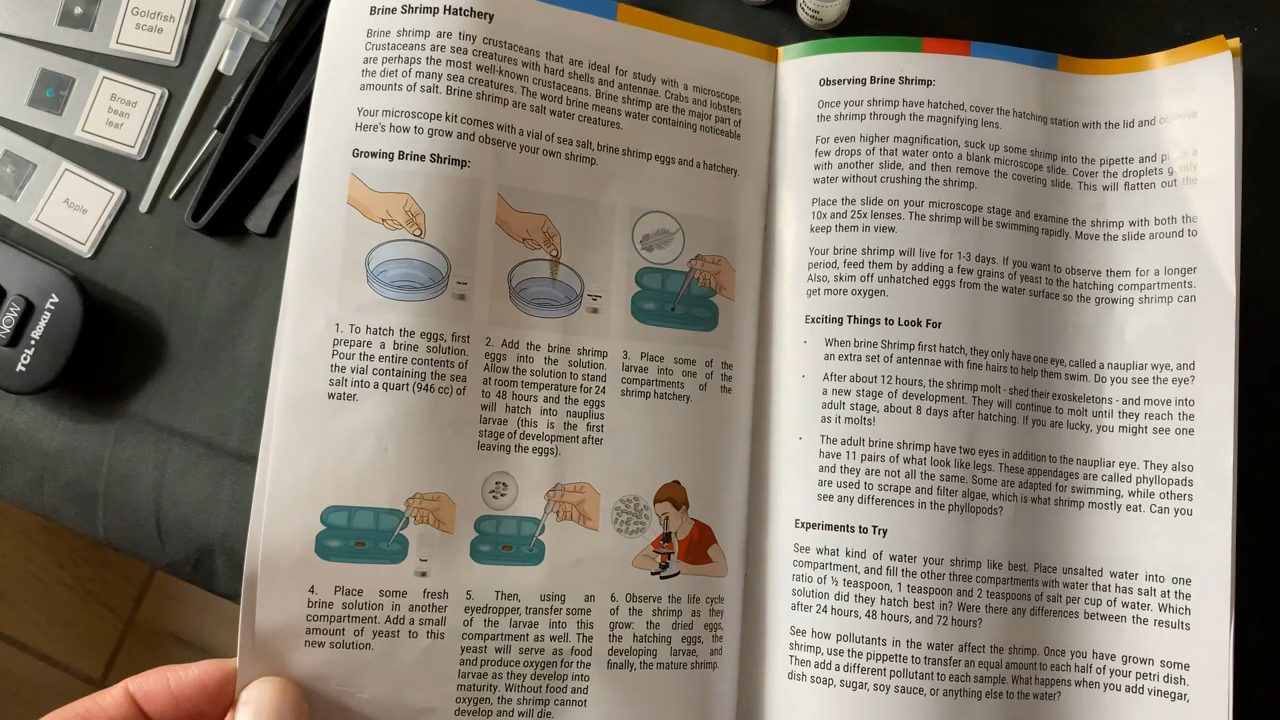 Goldfish
scale
Broad
bean
leaf
Apple
NOW
TCL • ROKU TV
Media
Brine Shrimp Hatchery
Brine shrimp are tiny crustaceans that are ideal for study with a microscope.
Crustaceans are sea creatures with hard shells and antennae. Crabs and lobsters
are perhaps the most well-known crustaceans. Brine shrimp are the major part of
the diet of many sea creatures. The word brine means water containing noticeable
amounts of salt. Brine shrimp are salt water creatures.
Your microscope kit comes with a vial of sea salt, brine shrimp eggs and a hatchery.
Here's how to grow and observe your own shrimp.
Growing Brine Shrimp:
1. To hatch the eggs, first
prepare a brine solution.
Pour the entire contents of
the vial containing the sea
salt into a quart (946 cc) of
water.
2. Add the brine shrimp
eggs into the solution.
Allow the solution to stand
at room temperature for 24
to 48 hours and the eggs
will hatch into nauplius
larvae (this is the first
stage of development after
leaving the eggs).
3. Place some of the
larvae into one of the
compartments of the
shrimp hatchery.
4. Place some fresh
brine solution in another
compartment. Add a small
amount of yeast to this
new solution.
5. Then, using an
eyedropper, transfer some
of the larvae into this
compartment as well. The
yeast will serve as food
and produce oxygen for the
larvae as they develop into
maturity. Without food and
oxygen, the shrimp cannot
develop and will die.
6. Observe the life cycle
of the shrimp as they
grow: the dried eggs,
the hatching eggs, the
developing larvae, and
finally, the mature shrimp.
Observing Brine Shrimp:
Once your shrimp have hatched, cover the hatching station with the lid and observe
the shrimp through the magnifying lens.
For even higher magnification, suck up some shrimp into the pipette and place a
few drops of that water onto a blank microscope slide. Cover the droplets gently
with another slide, and then remove the covering slide. This will flatten out the
water without crushing the shrimp.
Place the slide on your microscope stage and examine the shrimp with both the
10x and 25x lenses. The shrimp will be swimming rapidly. Move the slide around to
keep them in view.
Your brine shrimp will live for 1-3 days. If you want to observe them for a longer
period, feed them by adding a few grains of yeast to the hatching compartments.
Also, skim off unhatched eggs from the water surface so the growing shrimp can
get more oxygen.
Exciting Things to Look For
• When brine Shrimp first hatch, they only have one eye, called a naupliar wye, and
an extra set of antennae with fine hairs to help them swim. Do you see the eye?
• After about 12 hours, the shrimp molt - shed their exoskeletons - and move into
a new stage of development. They will continue to molt until they reach the
adult stage, about 8 days after hatching. If you are lucky, you might see one
as it molts!
• The adult brine shrimp have two eyes in addition to the naupliar eye. They also
have 11 pairs of what look like legs. These appendages are called phyllopads
and they are not all the same. Some are adapted for swimming, while others
are used to scrape and filter algae, which is what shrimp mostly eat. Can you
see any differences in the phyllopods?
Experiments to Try
See what kind of water your shrimp like best. Place unsalted water into one
compartment, and fill the other three compartments with water that has salt at the
ratio of ½ teaspoon, 1 teaspoon and 2 teaspoons of salt per cup of water. Which
solution did they hatch best in? Were there any differences between the results
after 24 hours, 48 hours, and 72 hours?
See how pollutants in the water affect the shrimp. Once you have grown some
shrimp, use the pippette to transfer an equal amount to each half of your petri dish.
Then add a different pollutant to each sample. What happens when you add vinegar,
dish soap, sugar, soy sauce, or anything else to the water?